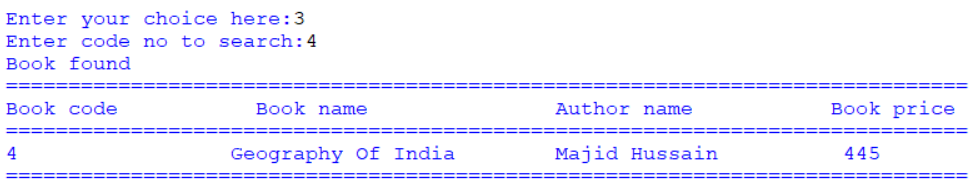 Enter your choice here:3
Enter code no to search:4
Book found
=============================================================================
Book code           Book name               Author name         Book price
=============================================================================
4                 Geography Of India        Majid Hussain          445
=============================================================================